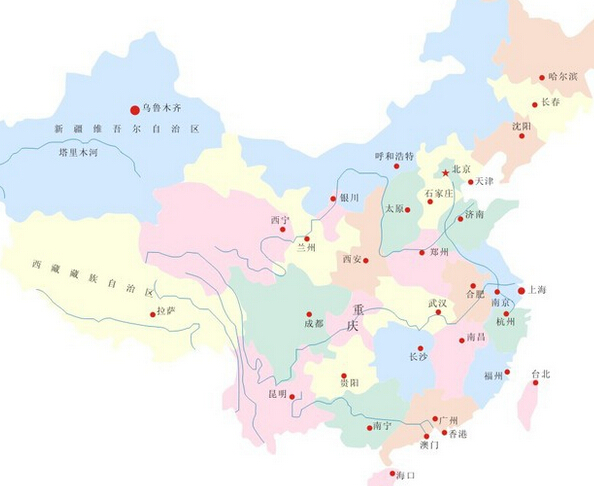 哈尔滨
长春
乌鲁木齐
沈阳
新疆维吾尔自治区
塔里木河
呼和浩特
北京
天津
石家庄
银川
太原
济南
西宁
兰州
郑州
西安
西藏藏族自治区
上海
合肥
南京
武汉
拉萨
重庆
成都
杭州
南昌
长沙
福州
台北
贵阳
昆明
广州
南宁
香港
澳门
海口